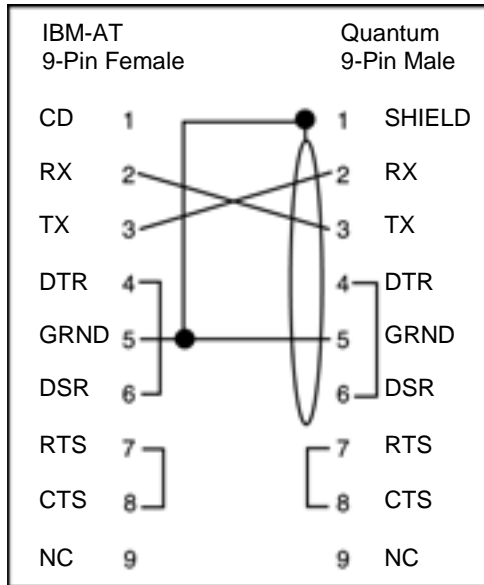 IBM-AT Quantum
9-Pin Female 9-Pin Male
CD 1 1 SHIELD
RX 2 2 RX
TX 3 3 TX
DTR 4 4 DTR
GRND 5 5 GRND
DSR 6 6 DSR
RTS 7 7 RTS
CTS 8 8 CTS
NC 9 9 NC